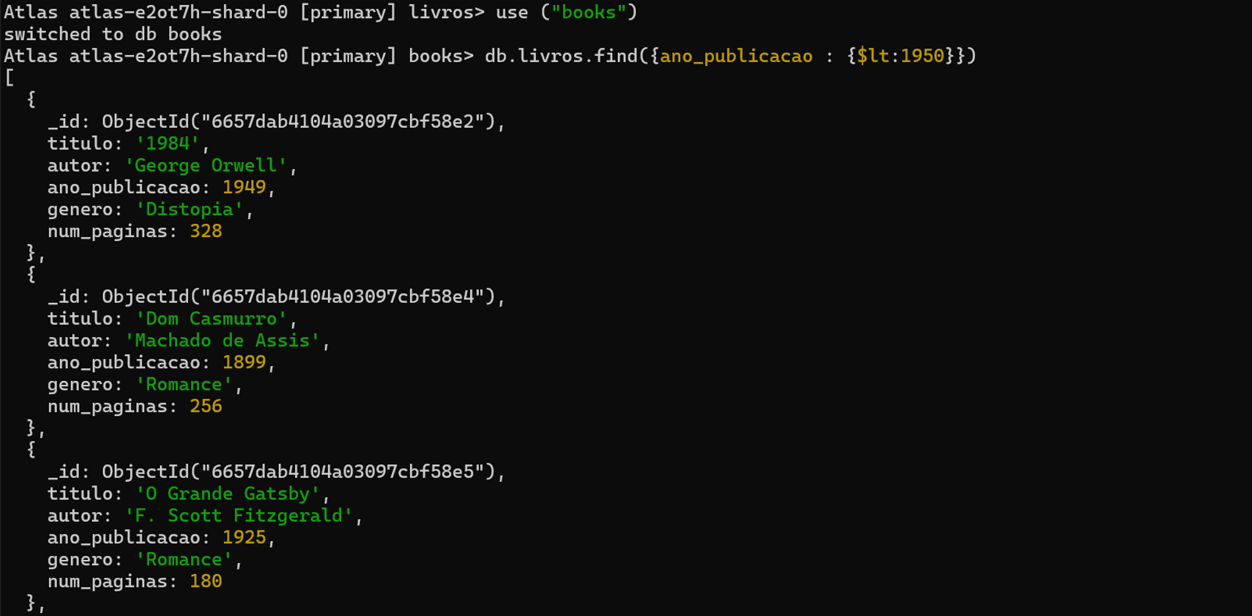 Atlas atlas-e2ot7h-shard-0 [primary] livros> use ("books")
switched to db books
Atlas atlas-e2ot7h-shard-0 [primary] books> db.livros.find({ano_publicacao : {$lt:1950}})
[
  {
    _id: ObjectId("6657dab4104a03097cbf58e2"),
    titulo: '1984',
    autor: 'George Orwell',
    ano_publicacao: 1949,
    genero: 'Distopia',
    num_paginas: 328
  },
  {
    _id: ObjectId("6657dab4104a03097cbf58e4"),
    titulo: 'Dom Casmurro',
    autor: 'Machado de Assis',
    ano_publicacao: 1899,
    genero: 'Romance',
    num_paginas: 256
  },
  {
    _id: ObjectId("6657dab4104a03097cbf58e5"),
    titulo: 'O Grande Gatsby',
    autor: 'F. Scott Fitzgerald',
    ano_publicacao: 1925,
    genero: 'Romance',
    num_paginas: 180
  },